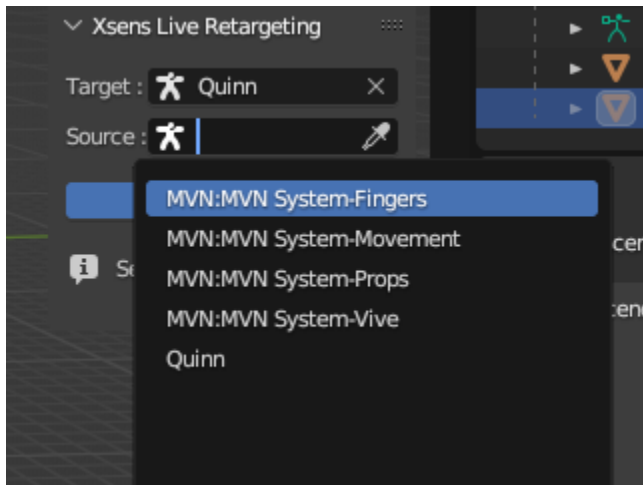 Xsens Live Retargeting
Target : Quinn
Source :
MVN:MVN System-Fingers
MVN:MVN System-Movement
MVN:MVN System-Props
MVN:MVN System-Vive
Quinn